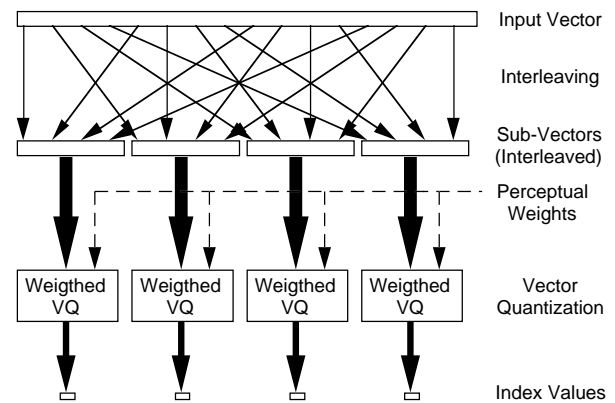 Input Vector
Interleaving
Sub-Vectors
(Interleaved)
Perceptual
Weights
Weigthed
VQ
Weigthed
VQ
Weigthed
VQ
Weigthed
VQ
Vector
Quantization
Index Values